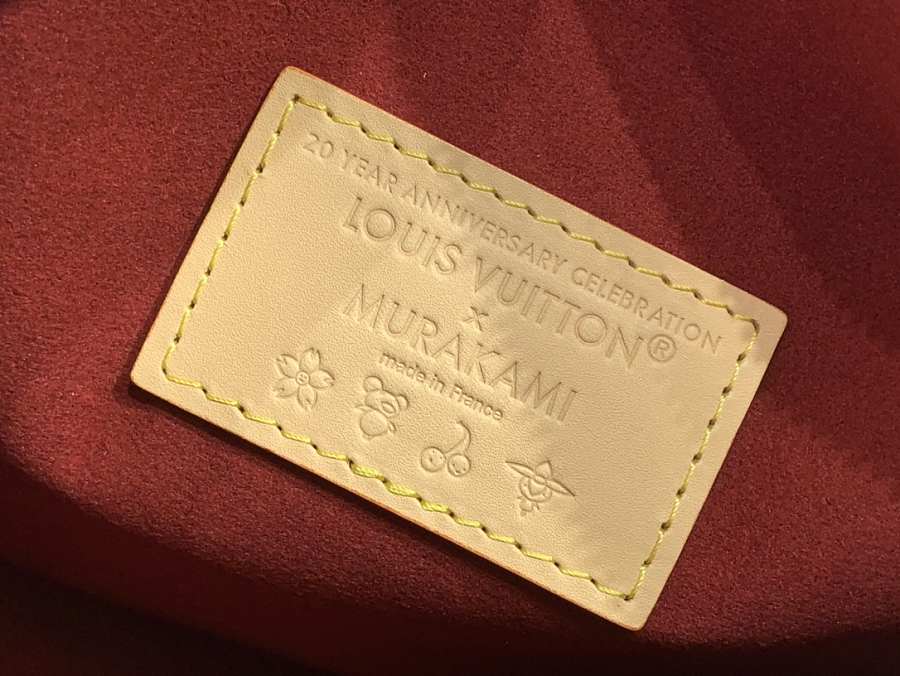 20 YEAR ANNIVERSARY CELEBRATION
LOUIS VUITTON®
×
MURAKAMI
made in France